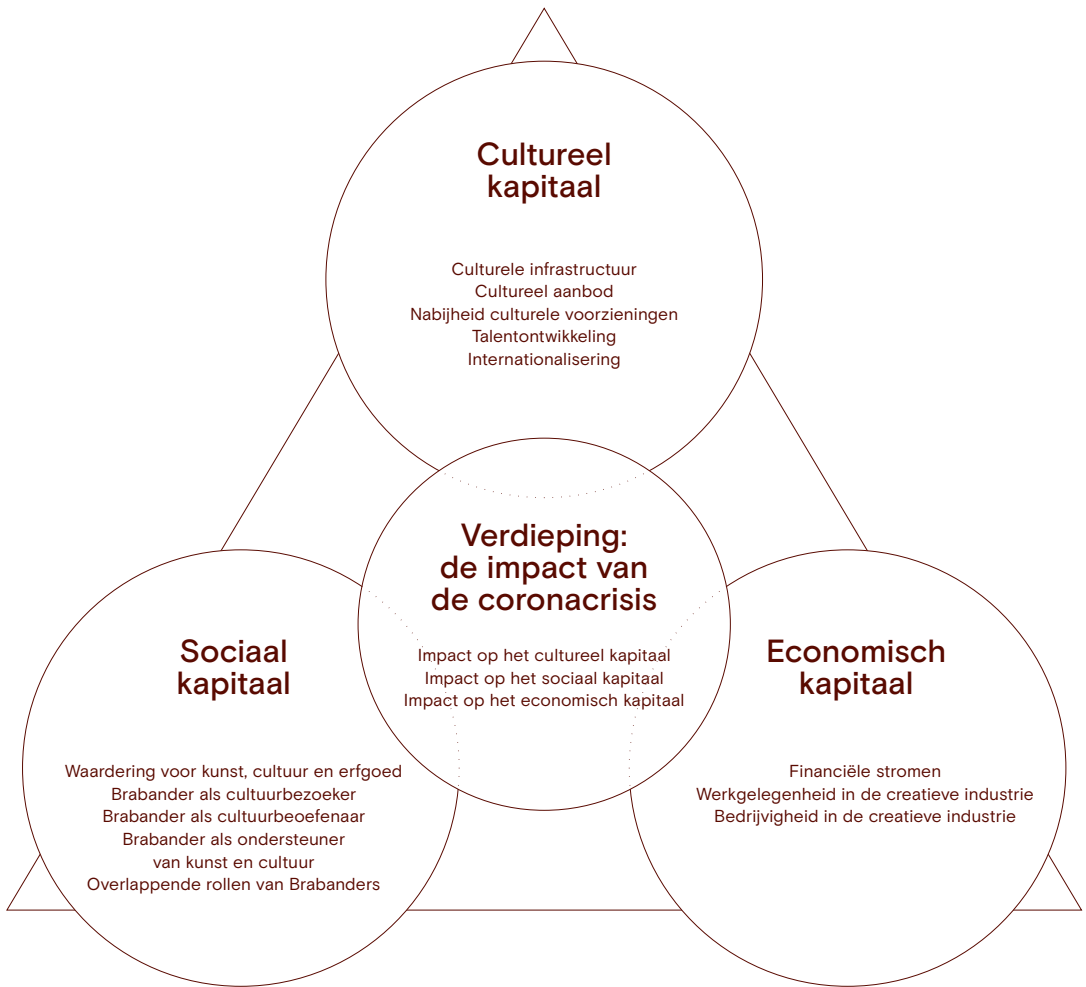 Cultureel
kapitaal
Culturele infrastructuur
Cultureel aanbod
Nabijheid culturele voorzieningen
Talentontwikkeling
Internationalisering
Verdieping:
de impact van
de coronacrisis
Impact op het cultureel kapitaal
Impact op het sociaal kapitaal
Impact op het economisch kapitaal
Sociaal
kapitaal
Waardering voor kunst, cultuur en erfgoed
Brabander als cultuurbezoeker
Brabander als cultuurbeoefenaar
Brabander als ondersteuner
van kunst en cultuur
Overlappende rollen van Brabanders
Economisch
kapitaal
Financiële stromen
Werkgelegenheid in de creatieve industrie
Bedrijvigheid in de creatieve industrie